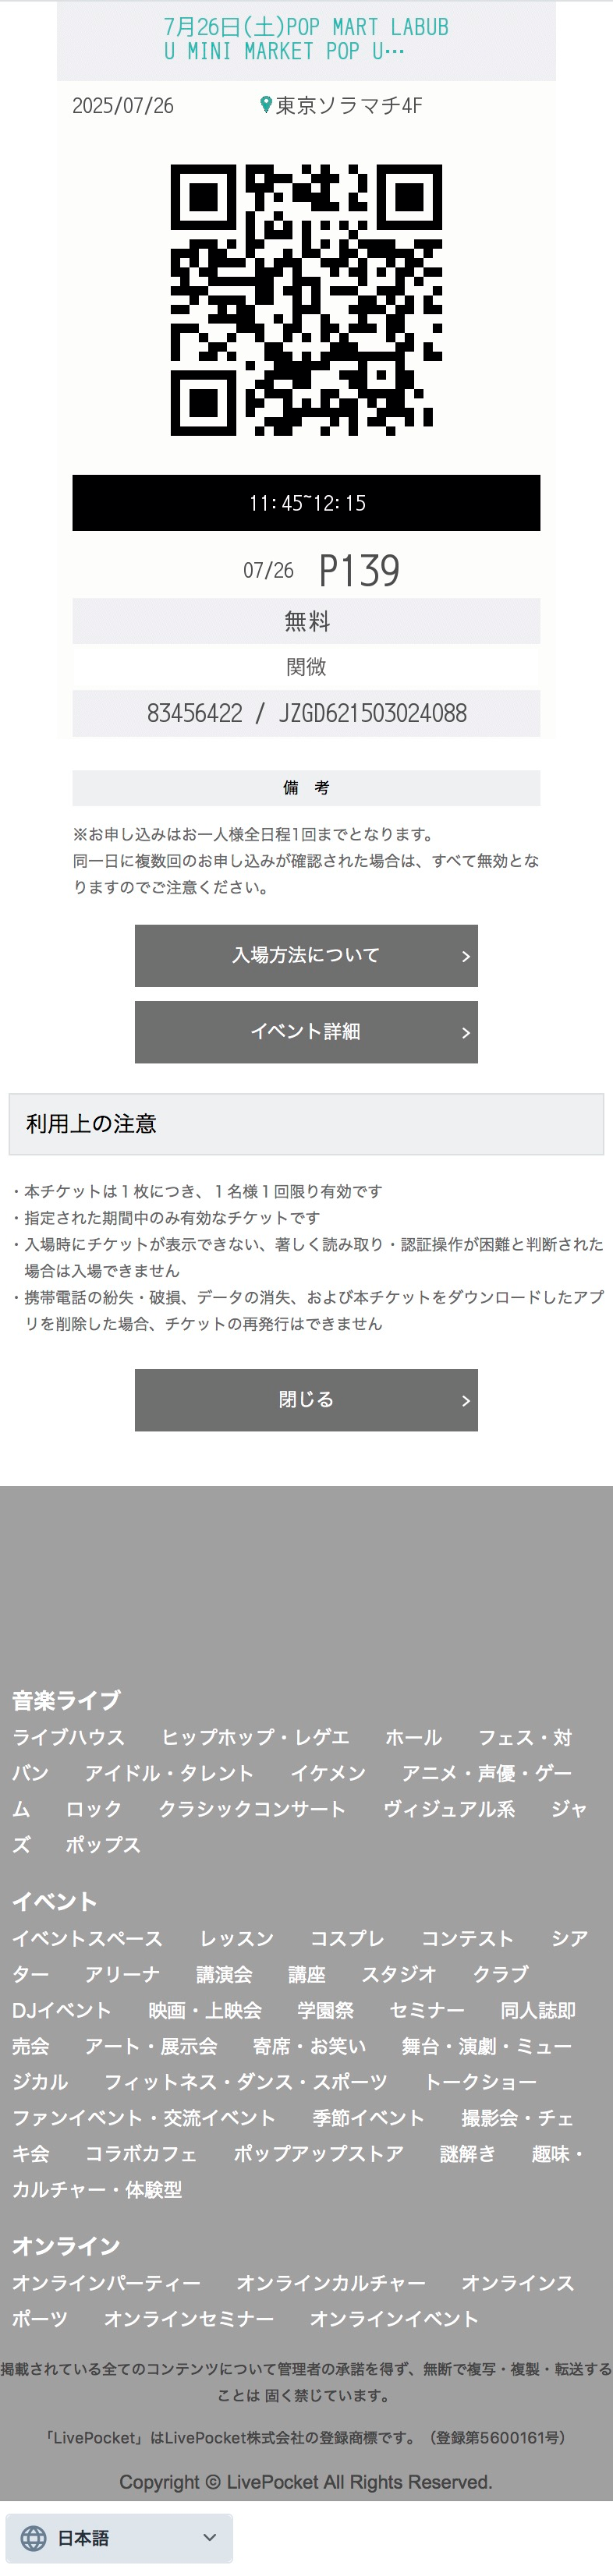 7月26日(土)POP MART LABUB
U MINI MARKET POP U…
2025/07/26 東京ソラマチ4F
11:45~12:15
07/26 P139
無料
関微
83456422 / JZGD621503024088
備 考
※お申し込みはお一人様全日程1回までとなります。
同一日に複数回のお申し込みが確認された場合は、すべて無効とな
りますのでご注意ください。
入場方法について
イベント詳細
利用上の注意
・本チケットは１枚につき、１名様１回限り有効です
・指定された期間中のみ有効なチケットです
・入場時にチケットが表示できない、著しく読み取り・認証操作が困難と判断された
場合は入場できません
・携帯電話の紛失・破損、データの消失、および本チケットをダウンロードしたアプ
リを削除した場合、チケットの再発行はできません
閉じる
音楽ライブ
ライブハウス ヒップホップ・レゲエ ホール フェス・対
バン アイドル・タレント イケメン アニメ・声優・ゲー
ム ロック クラシックコンサート ヴィジュアル系 ジャ
ズ ポップス
イベント
イベントスペース レッスン コスプレ コンテスト シア
ター アリーナ 講演会 講座 スタジオ クラブ
DJイベント 映画・上映会 学園祭 セミナー 同人誌即
売会 アート・展示会 寄席・お笑い 舞台・演劇・ミュー
ジカル フィットネス・ダンス・スポーツ トークショー
ファンイベント・交流イベント 季節イベント 撮影会・チェ
キ会 コラボカフェ ポップアップストア 謎解き 趣味・
カルチャー・体験型
オンライン
オンラインパーティー オンラインカルチャー オンラインス
ポーツ オンラインセミナー オンラインイベント
掲載されている全てのコンテンツについて管理者の承諾を得ず、無断で複写・複製・転送する
ことは 固く禁じています。
「LivePocket」はLivePocket株式会社の登録商標です。（登録第5600161号）
Copyright © LivePocket All Rights Reserved.
日本語